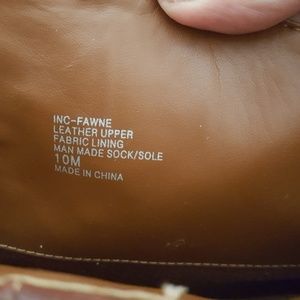 INC-FAWNE
LEATHER UPPER
FABRIC LINING
MAN MADE SOCK/SOLE
10M
MADE IN CHINA